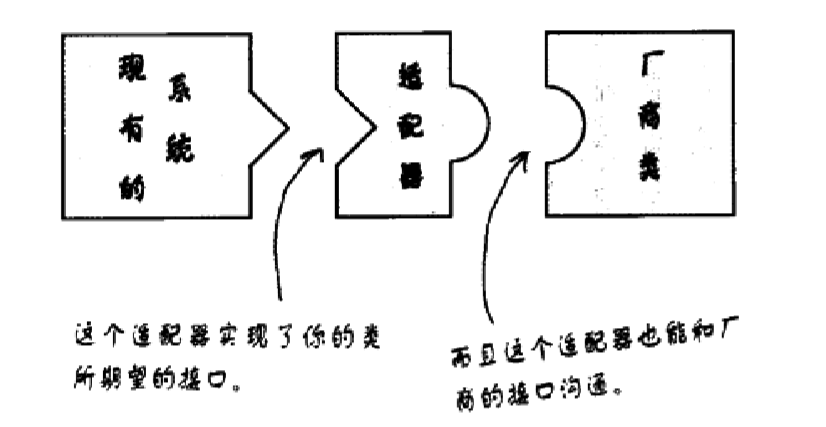 现有的
系统
适配器
厂商类
这个适配器实现了你的类
所期望的接口。
而且这个适配器也能和厂
商的接口沟通。